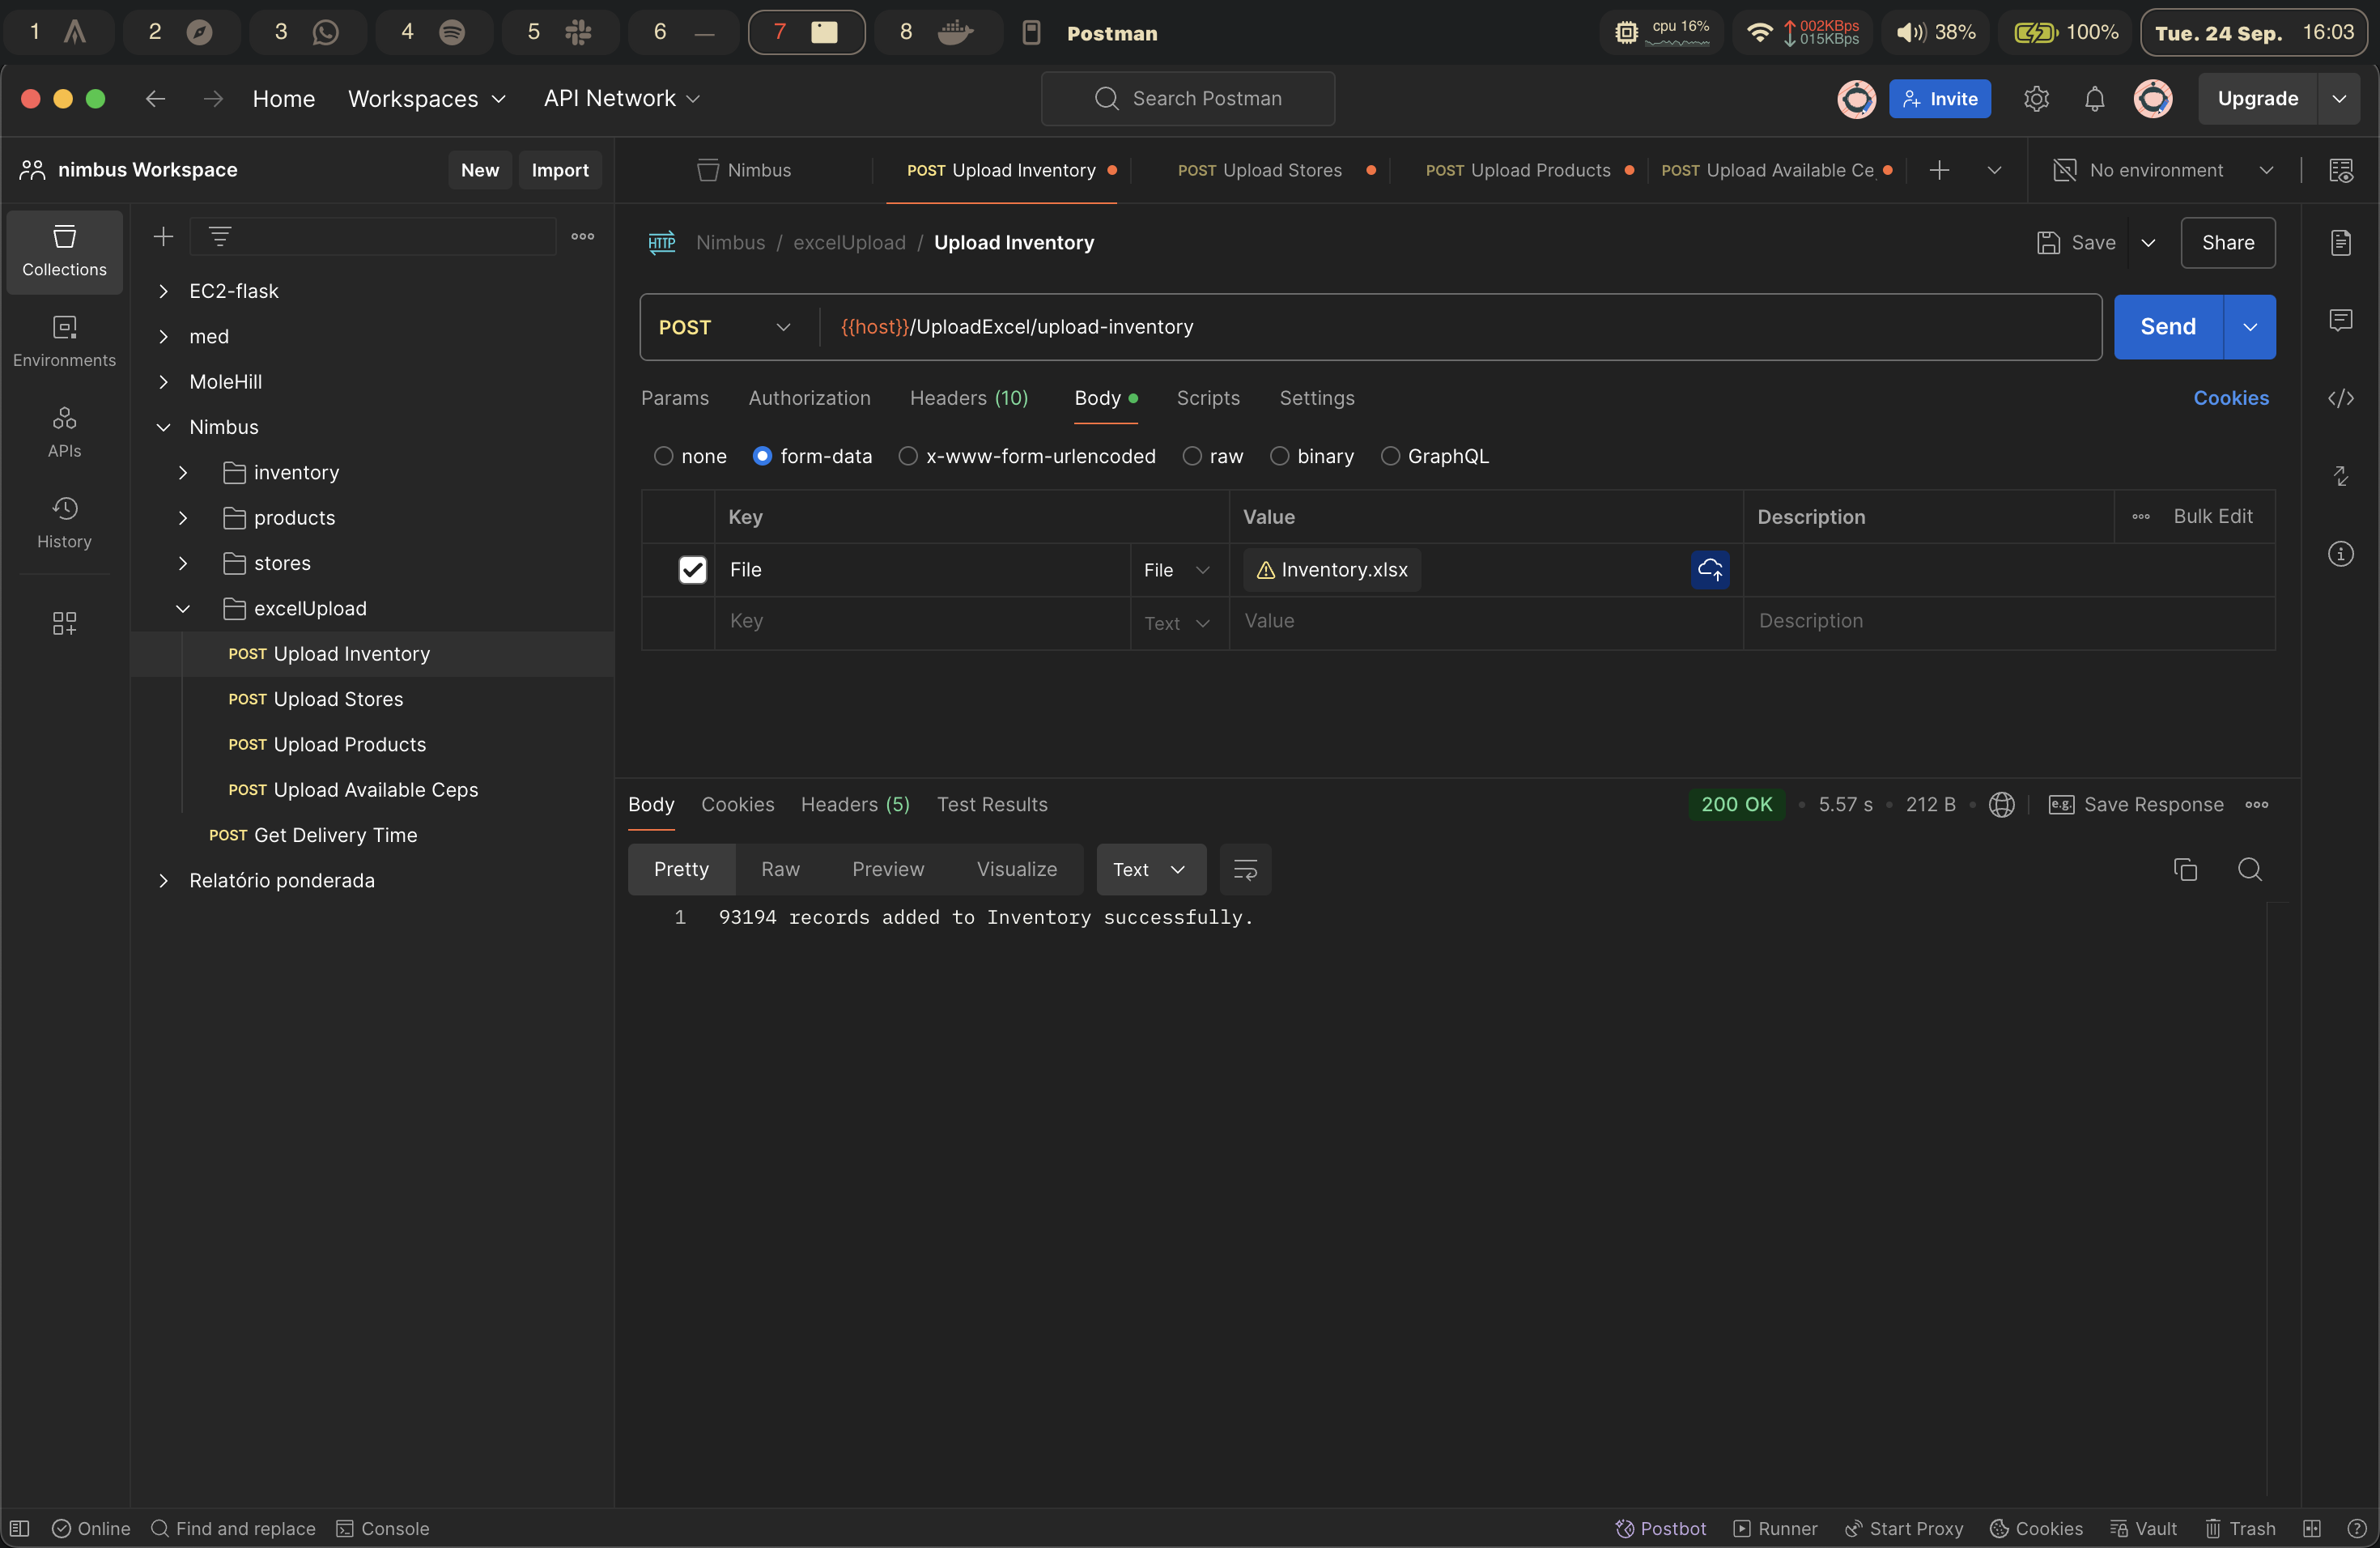 1 2 3 4 5 6 — 7 8 Postman cpu 16% 002KBps 015KBps 38% 100% Tue. 24 Sep. 16:03
Home Workspaces API Network Search Postman Invite Upgrade
nimbus Workspace New Import Nimbus POST Upload Inventory POST Upload Stores POST Upload Products POST Upload Available Ce No environment
Collections
Environments
APIs
History
EC2-flask
med
MoleHill
Nimbus
inventory
products
stores
excelUpload
POST Upload Inventory
POST Upload Stores
POST Upload Products
POST Upload Available Ceps
POST Get Delivery Time
Relatório ponderada
HTTP Nimbus / excelUpload / Upload Inventory Save Share
POST {{host}}/UploadExcel/upload-inventory Send
Params Authorization Headers (10) Body Scripts Settings Cookies
none form-data x-www-form-urlencoded raw binary GraphQL
Key Value Description Bulk Edit
File File Inventory.xlsx
Key Text Value Description
Body Cookies Headers (5) Test Results 200 OK 5.57 s 212 B e.g. Save Response
Pretty Raw Preview Visualize Text
1 93194 records added to Inventory successfully.
Online Find and replace Console Postbot Runner Start Proxy Cookies Vault Trash